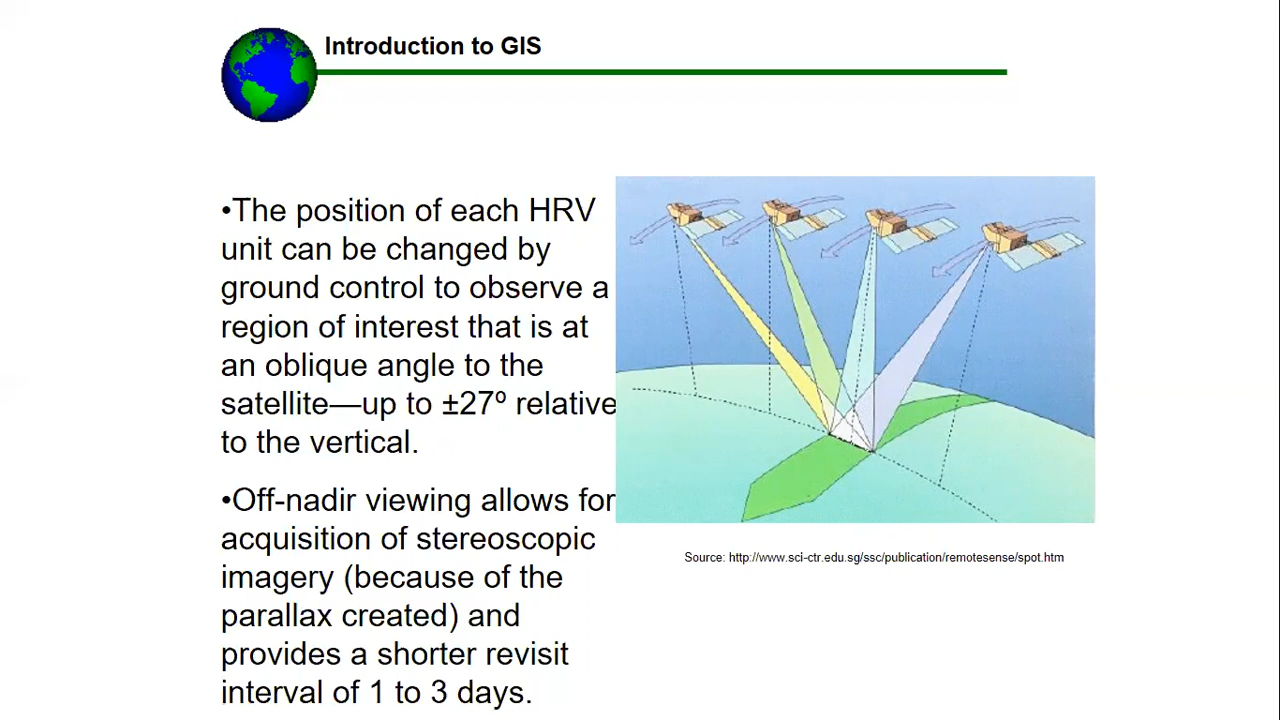 Introduction to GIS
•The position of each HRV
unit can be changed by
ground control to observe a
region of interest that is at
an oblique angle to the
satellite—up to ±27º relative
to the vertical.
•Off-nadir viewing allows for
acquisition of stereoscopic
imagery (because of the
parallax created) and
provides a shorter revisit
interval of 1 to 3 days.
Source: http://www.sci-ctr.edu.sg/ssc/publication/remotesense/spot.htm